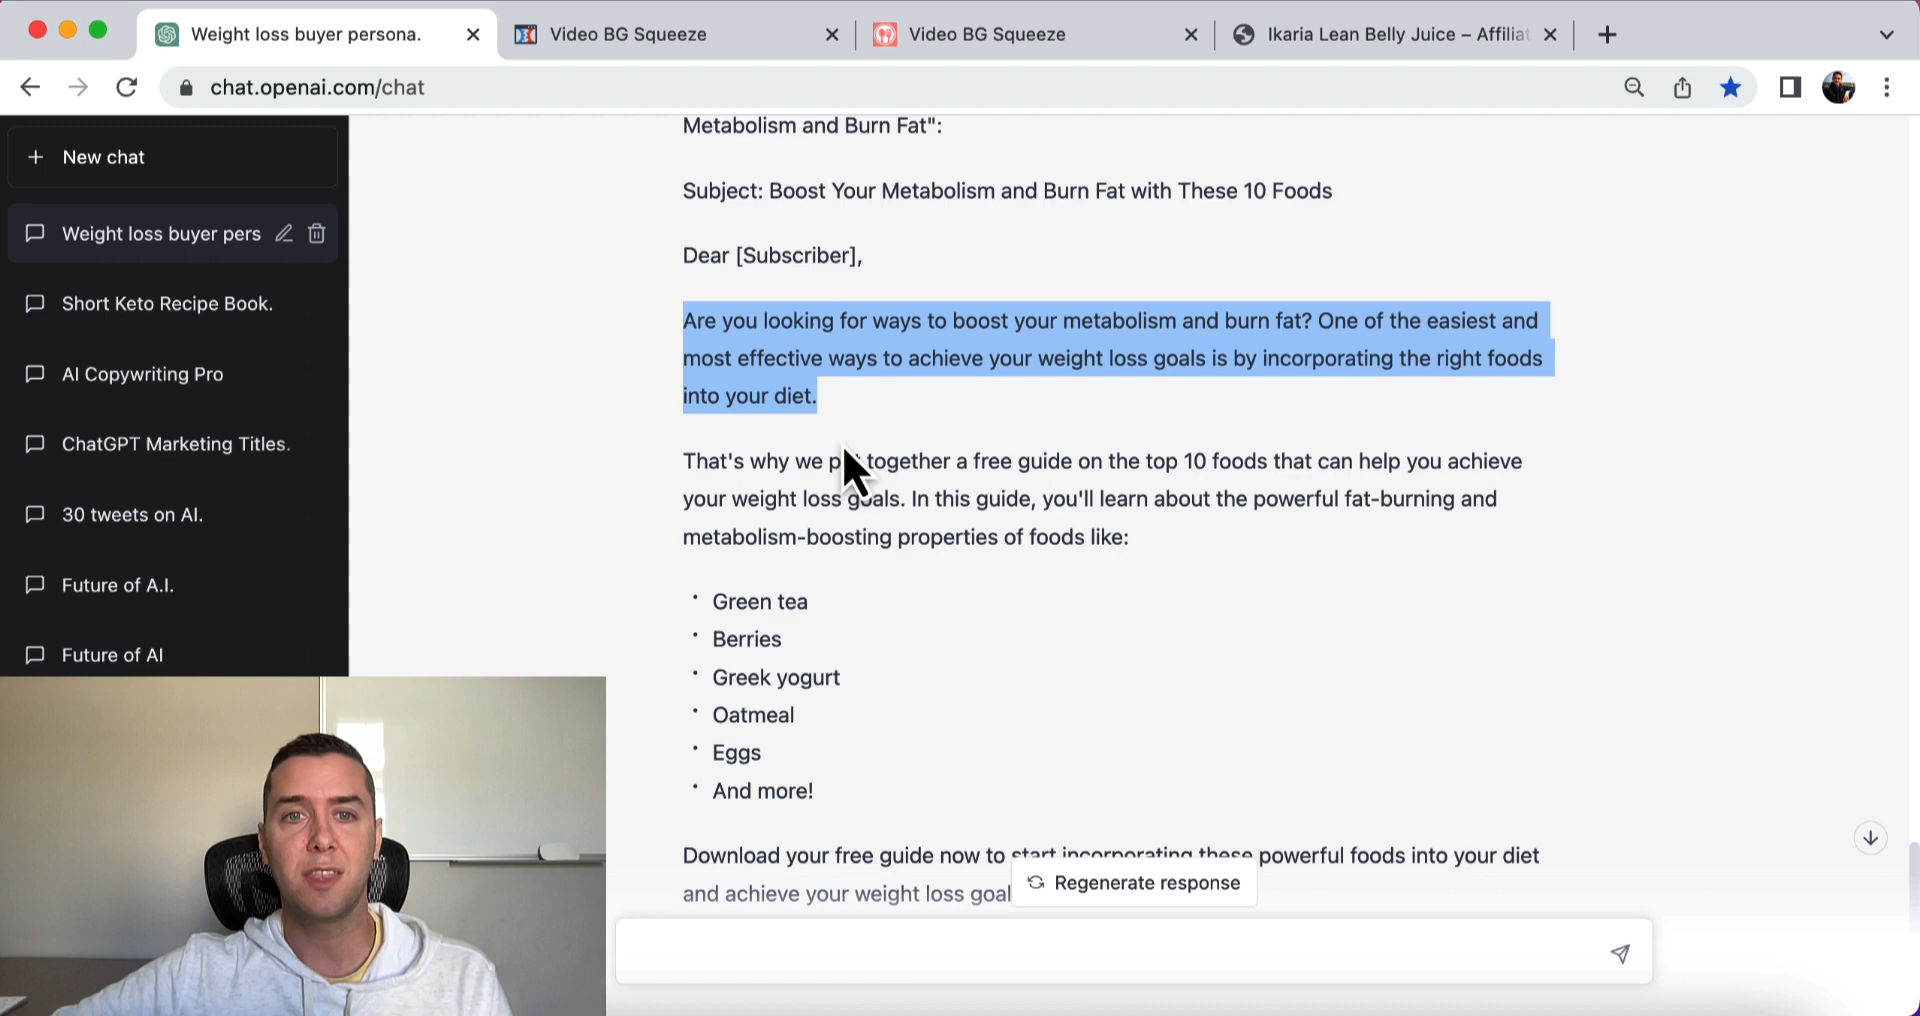 Weight loss buyer persona.
Video BG Squeeze
Video BG Squeeze
Ikaria Lean Belly Juice – Affiliat
chat.openai.com/chat
New chat
Weight loss buyer pers
Short Keto Recipe Book.
AI Copywriting Pro
ChatGPT Marketing Titles.
30 tweets on AI.
Future of A.I.
Future of AI
Metabolism and Burn Fat":
Subject: Boost Your Metabolism and Burn Fat with These 10 Foods
Dear [Subscriber],
Are you looking for ways to boost your metabolism and burn fat? One of the easiest and
most effective ways to achieve your weight loss goals is by incorporating the right foods
into your diet.
That's why we put together a free guide on the top 10 foods that can help you achieve
your weight loss goals. In this guide, you'll learn about the powerful fat-burning and
metabolism-boosting properties of foods like:
• Green tea
• Berries
• Greek yogurt
• Oatmeal
• Eggs
• And more!
Download your free guide now to start incorporating these powerful foods into your diet
and achieve your weight loss goal
Regenerate response